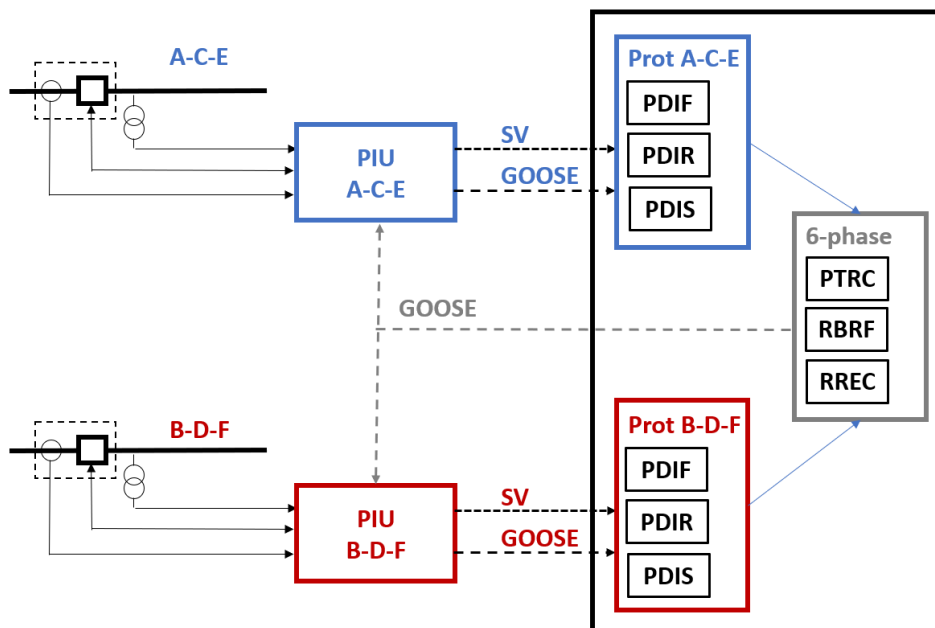 A-C-E
PIU
A-C-E
SV
GOOSE
Prot A-C-E
PDIF
PDIR
PDIS
GOOSE
6-phase
PTRC
RBRF
RREC
B-D-F
PIU
B-D-F
SV
GOOSE
Prot B-D-F
PDIF
PDIR
PDIS